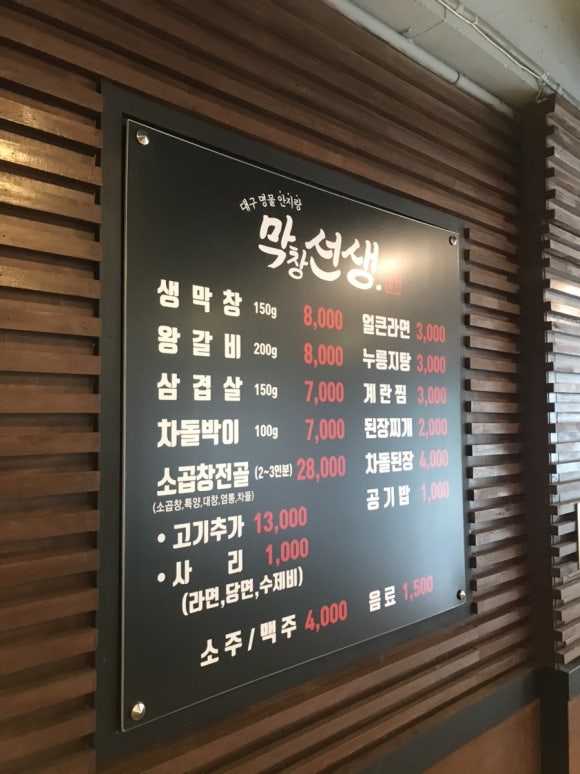 대구 명물 안지랑
막창선생.
생막창 150g 8,000
왕갈비 200g 8,000
삼겹살 150g 7,000
차돌박이 100g 7,000
소곱창전골 (2~3인분) 28,000
(소곱창,특양,대창,염통,차돌)
• 고기추가 13,000
• 사리 1,000
(라면,당면,수제비)
얼큰라면 3,000
누룽지탕 3,000
계란찜 3,000
된장찌개 2,000
차돌된장 4,000
공기밥 1,000
소주/맥주 4,000
음료 1,500